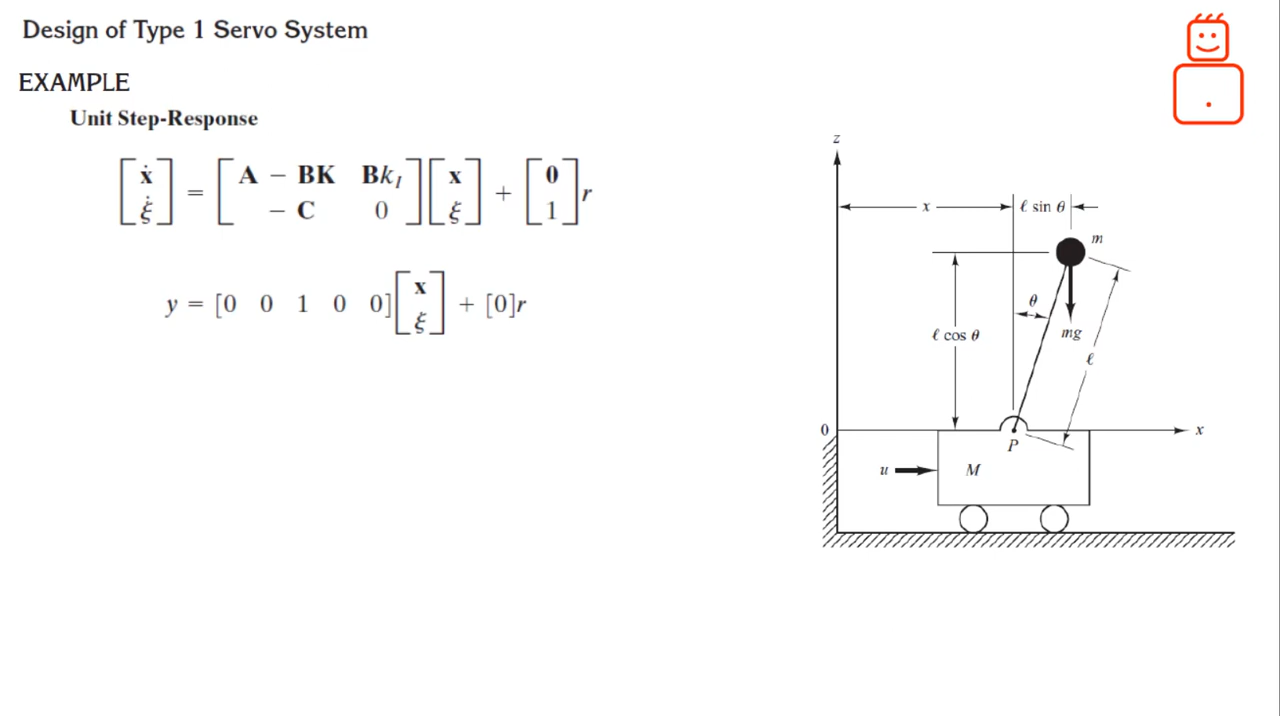 Design of Type 1 Servo System
EXAMPLE
Unit Step-Response
[ẋ ξ̇] = [A − BK Bk_I − C 0] [x ξ] + [0 1] r
y = [0 0 1 0 0] [x ξ] + [0]r
z
x
ℓ sin θ
m
θ
ℓ cos θ
mg
ℓ
0
x
P
u
M